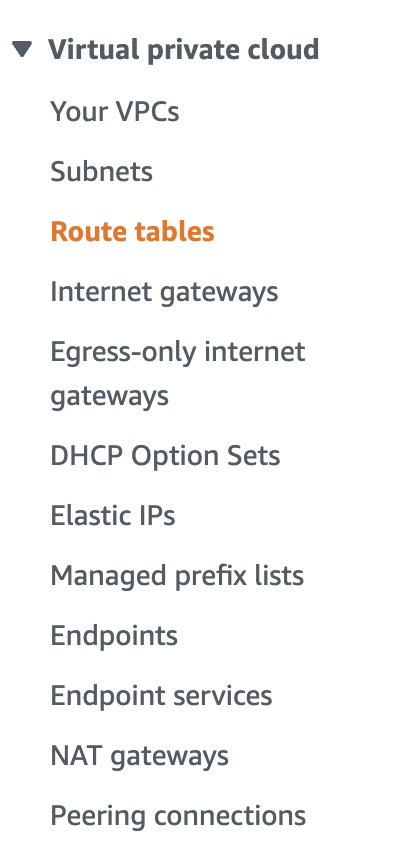 Virtual private cloud
Your VPCs
Subnets
Route tables
Internet gateways
Egress-only internet
gateways
DHCP Option Sets
Elastic IPs
Managed prefix lists
Endpoints
Endpoint services
NAT gateways
Peering connections